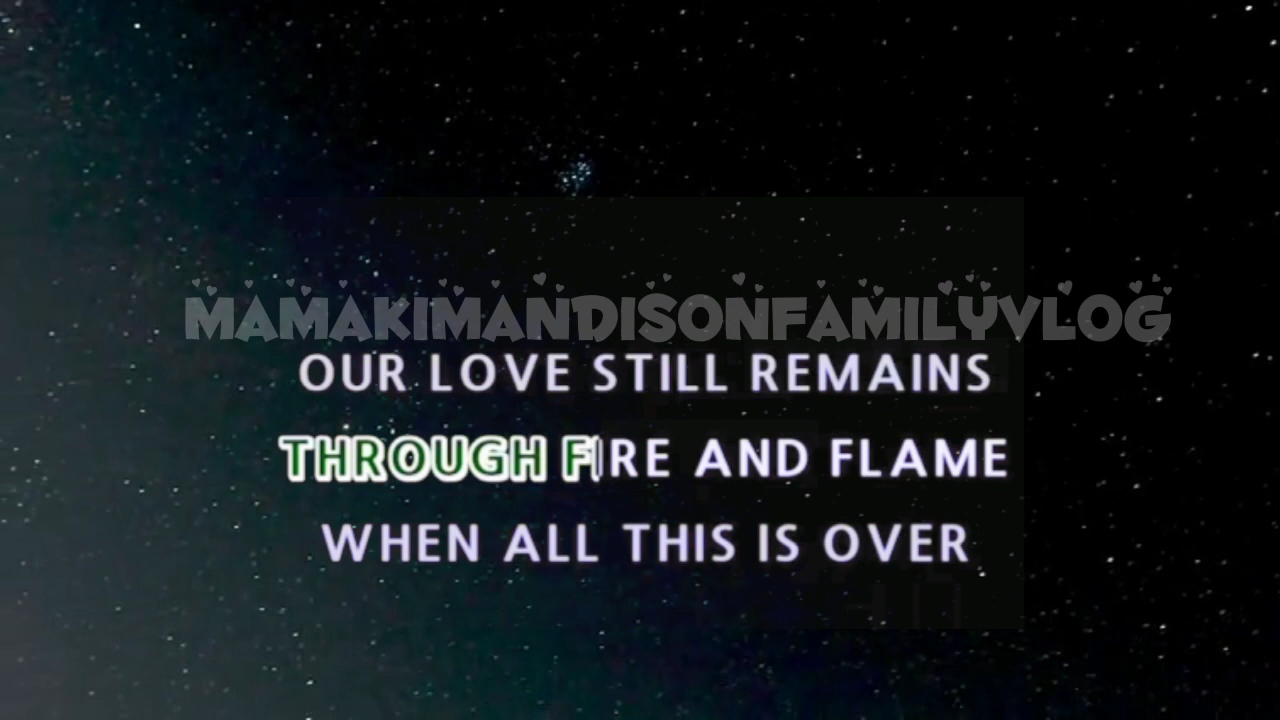 MAMAKIMANDISONFAMILYVLOG
OUR LOVE STILL REMAINS
THROUGH FIRE AND FLAME
WHEN ALL THIS IS OVER